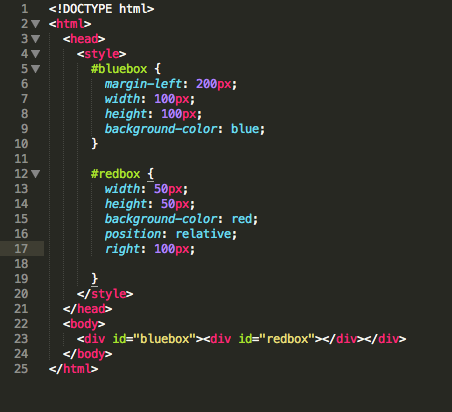 1 <!DOCTYPE html>
2 <html>
3 <head>
4 <style>
5 #bluebox {
6 margin-left: 200px;
7 width: 100px;
8 height: 100px;
9 background-color: blue;
10 }
11
12 #redbox {
13 width: 50px;
14 height: 50px;
15 background-color: red;
16 position: relative;
17 right: 100px;
18
19 }
20 </style>
21 </head>
22 <body>
23 <div id="bluebox"><div id="redbox"></div></div>
24 </body>
25 </html>